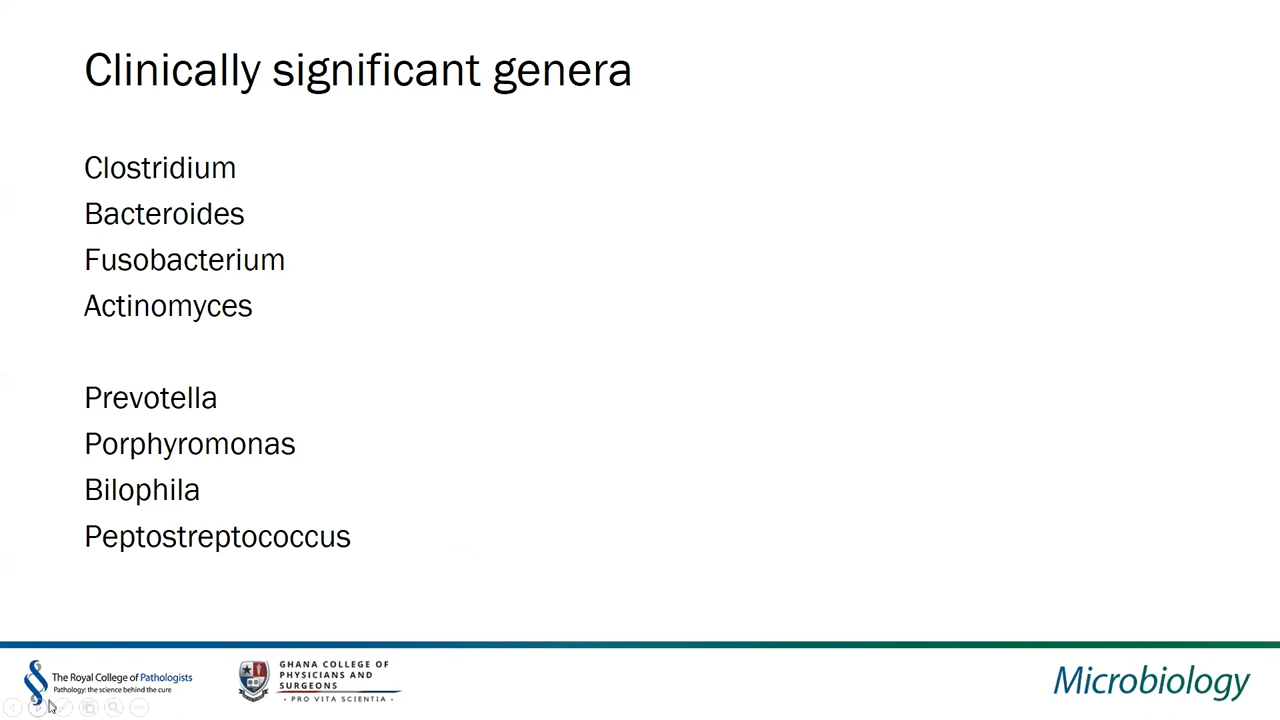 Clinically significant genera
Clostridium
Bacteroides
Fusobacterium
Actinomyces
Prevotella
Porphyromonas
Bilophila
Peptostreptococcus
The Royal College of Pathologists
Pathology: the science behind the cure
GHANA COLLEGE OF
PHYSICIANS AND
SURGEONS
- PRO VITA SCIENTIA -
Microbiology